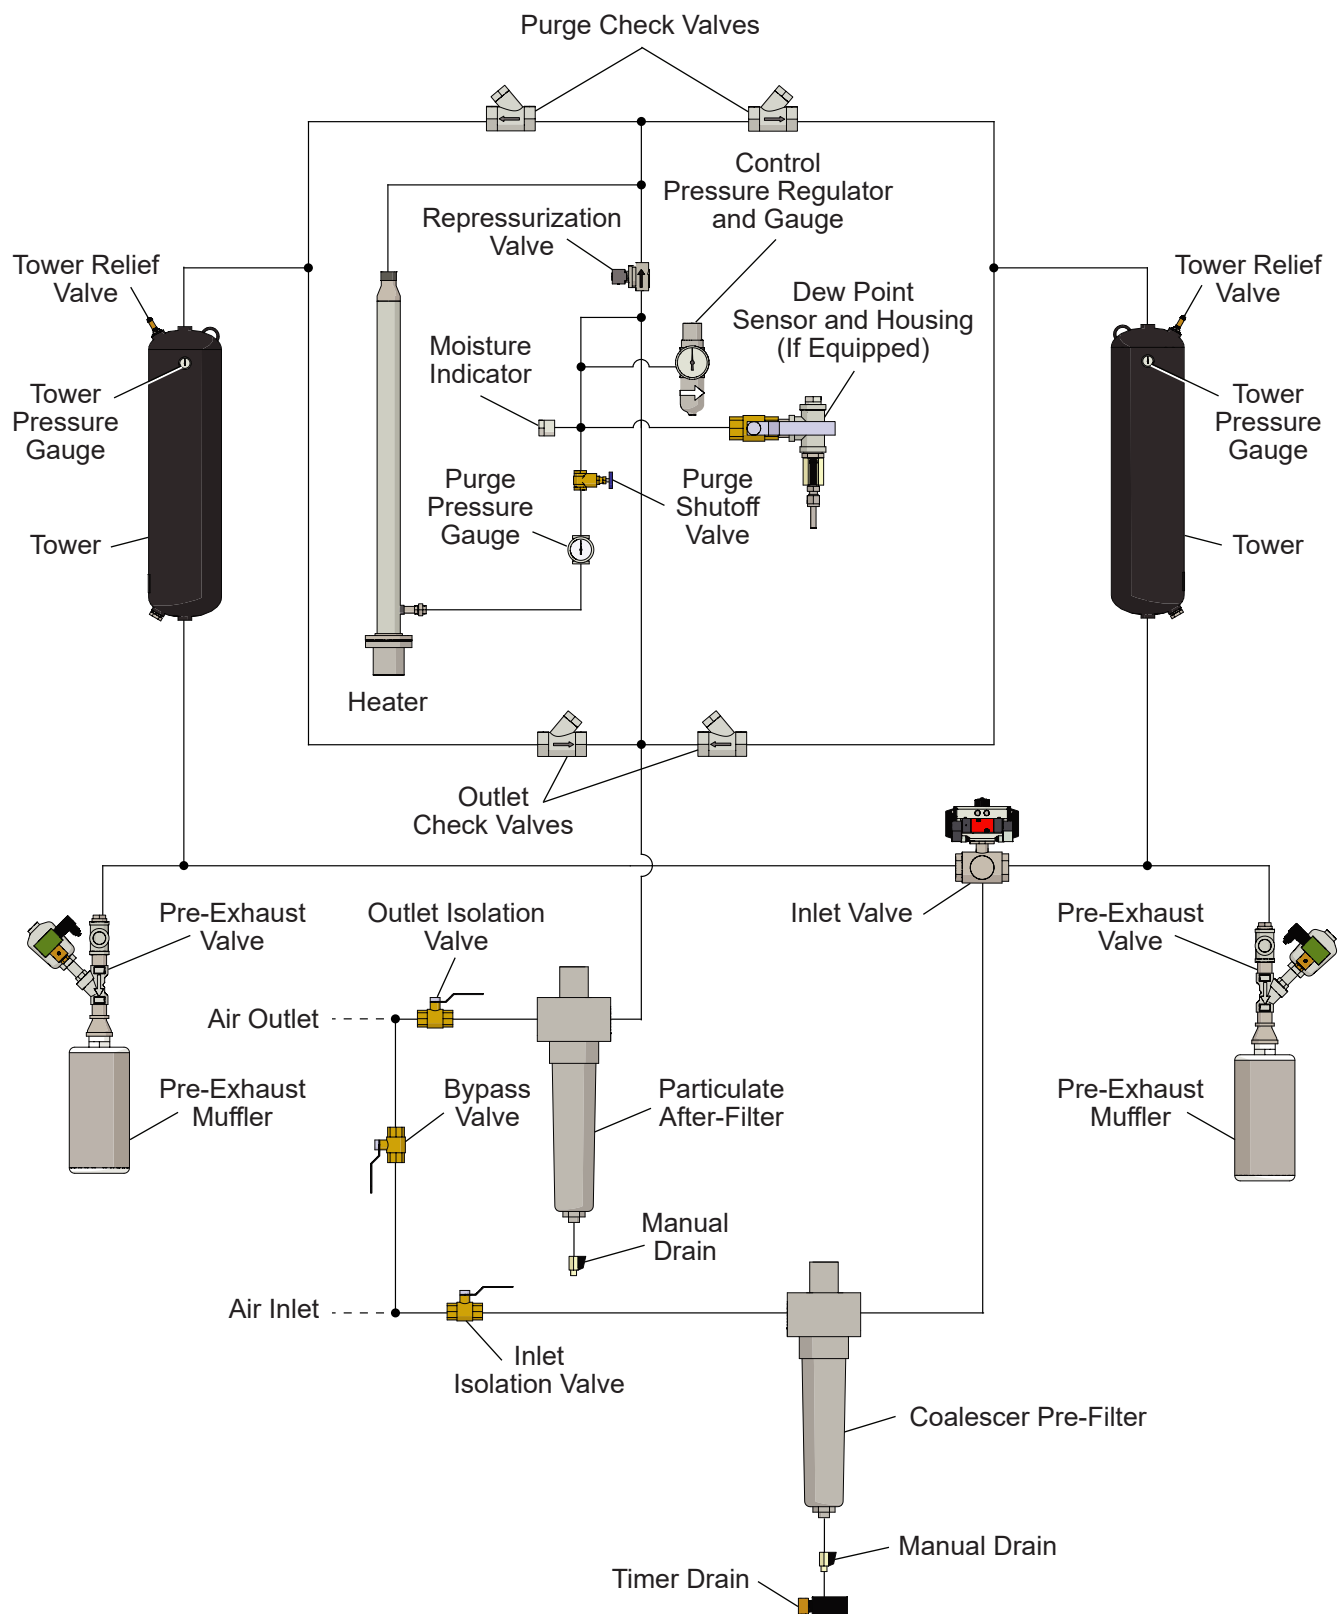 Purge Check Valves
Control
Pressure Regulator
and Gauge
Repressurization
Valve
Tower Relief
Valve
Tower Relief
Valve
Dew Point
Sensor and Housing
(If Equipped)
Moisture
Indicator
Tower
Pressure
Gauge
Tower
Pressure
Gauge
Purge
Pressure
Gauge
Purge
Shutoff
Valve
Tower
Tower
Heater
Outlet
Check Valves
Pre-Exhaust
Valve
Outlet Isolation
Valve
Inlet Valve
Pre-Exhaust
Valve
Air Outlet
Pre-Exhaust
Muffler
Bypass
Valve
Particulate
After-Filter
Pre-Exhaust
Muffler
Manual
Drain
Air Inlet
Inlet
Isolation Valve
Coalescer Pre-Filter
Manual Drain
Timer Drain